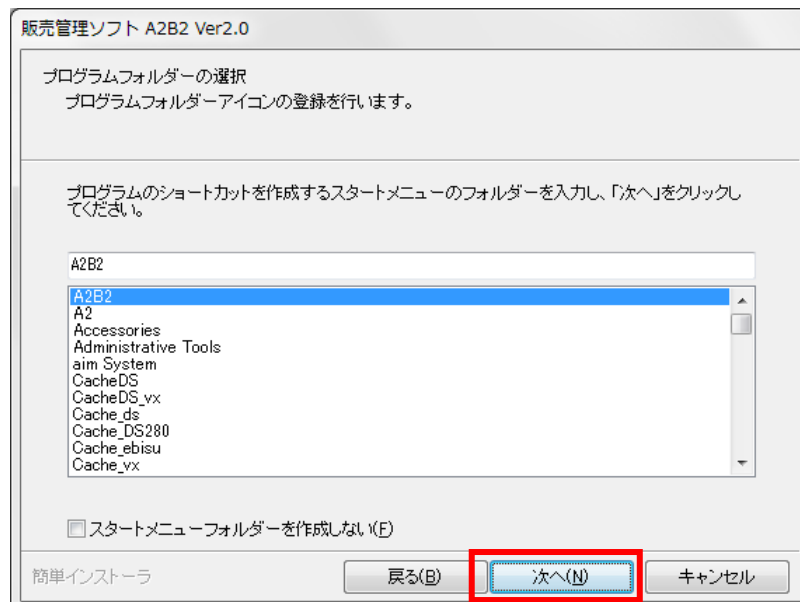 販売管理ソフト A2B2 Ver2.0
プログラムフォルダーの選択
プログラムフォルダーアイコンの登録を行います。
プログラムのショートカットを作成するスタートメニューのフォルダーを入力し、「次へ」をクリックし
てください。
A2B2
A2B2
A2
Accessories
Administrative Tools
aim System
CacheDS
CacheDS_vx
Cache_ds
Cache_DS280
Cache_ebisu
Cache_vx
スタートメニューフォルダーを作成しない(F)
簡単インストーラ
戻る(B)
次へ(N)
キャンセル